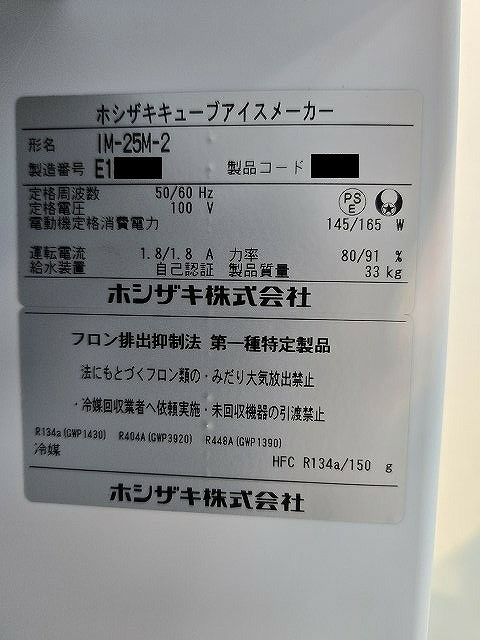 ホシザキキューブアイスメーカー
形名 IM-25M-2
製造番号 E1 製品コード
定格周波数 50/60 Hz
定格電圧 100 V
電動機定格消費電力 145/165 W
PS E
運転電流 1.8/1.8 A 力率 80/91 %
給水装置 自己認証 製品質量 33 kg
ホシザキ株式会社
フロン排出抑制法 第一種特定製品
法にもとづくフロン類の・みだり大気放出禁止
・冷媒回収業者へ依頼実施・未回収機器の引渡禁止
R134a(GWP1430) R404A(GWP3920) R448A(GWP1390)
冷媒 HFC R134a/150 g
ホシザキ株式会社